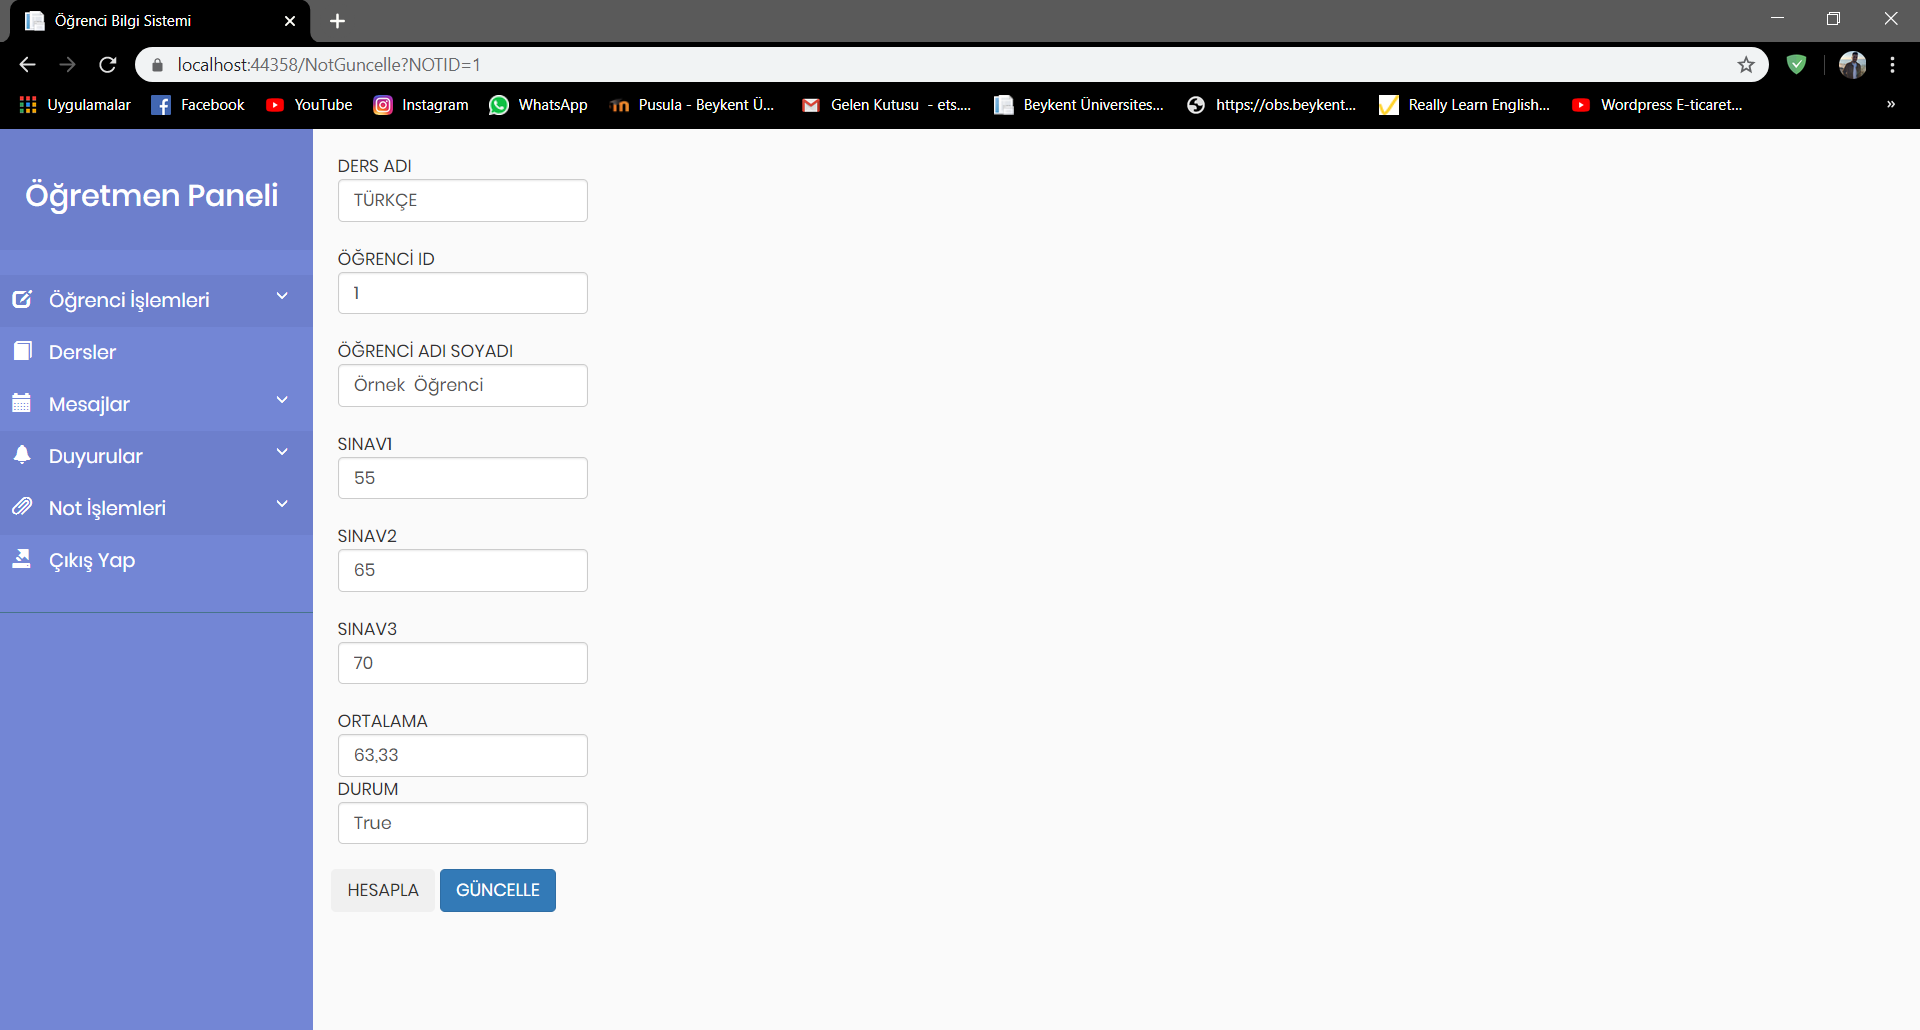 Öğrenci Bilgi Sistemi
localhost:44358/NotGuncelle?NOTID=1
Uygulamalar Facebook YouTube Instagram WhatsApp Pusula - Beykent Ü... Gelen Kutusu - ets.... Beykent Üniversites... https://obs.beykent... Really Learn English... Wordpress E-ticaret... »
Öğretmen Paneli
Öğrenci İşlemleri
Dersler
Mesajlar
Duyurular
Not İşlemleri
Çıkış Yap
DERS ADI
TÜRKÇE
ÖĞRENCİ ID
1
ÖĞRENCİ ADI SOYADI
Örnek  Öğrenci
SINAV1
55
SINAV2
65
SINAV3
70
ORTALAMA
63,33
DURUM
True
HESAPLA GÜNCELLE